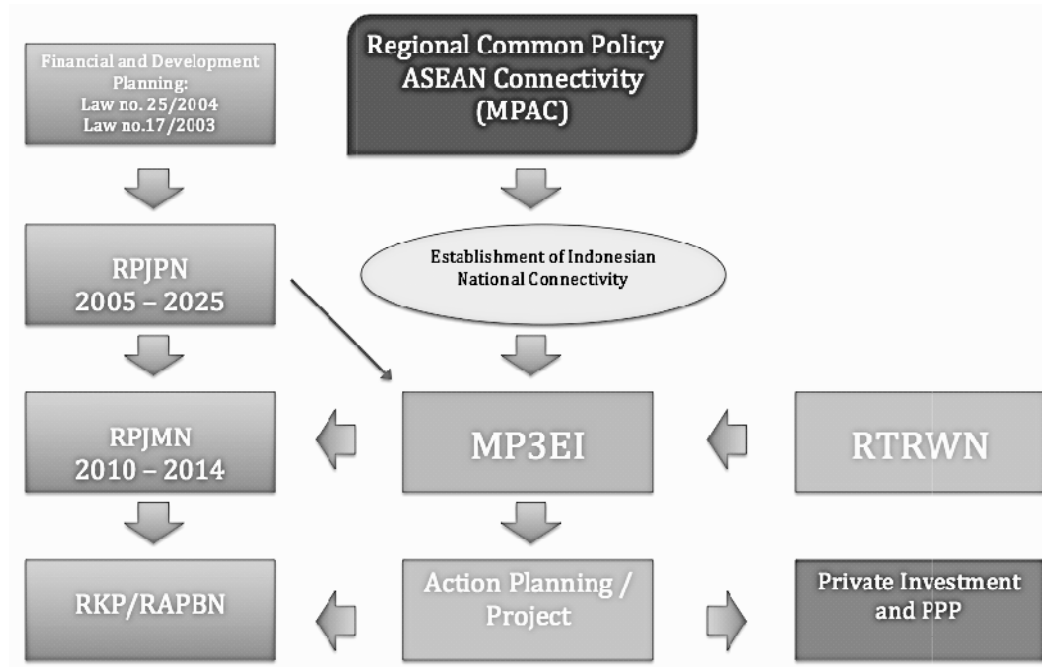 Financial and Development
Planning:
Law no. 25/2004
Law no.17/2003
Regional Common Policy
ASEAN Connectivity
(MPAC)
RPJPN
2005 – 2025
Establishment of Indonesian
National Connectivity
RPJMN
2010 – 2014
MP3EI
RTRWN
RKP/RAPBN
Action Planning /
Project
Private Investment
and PPP